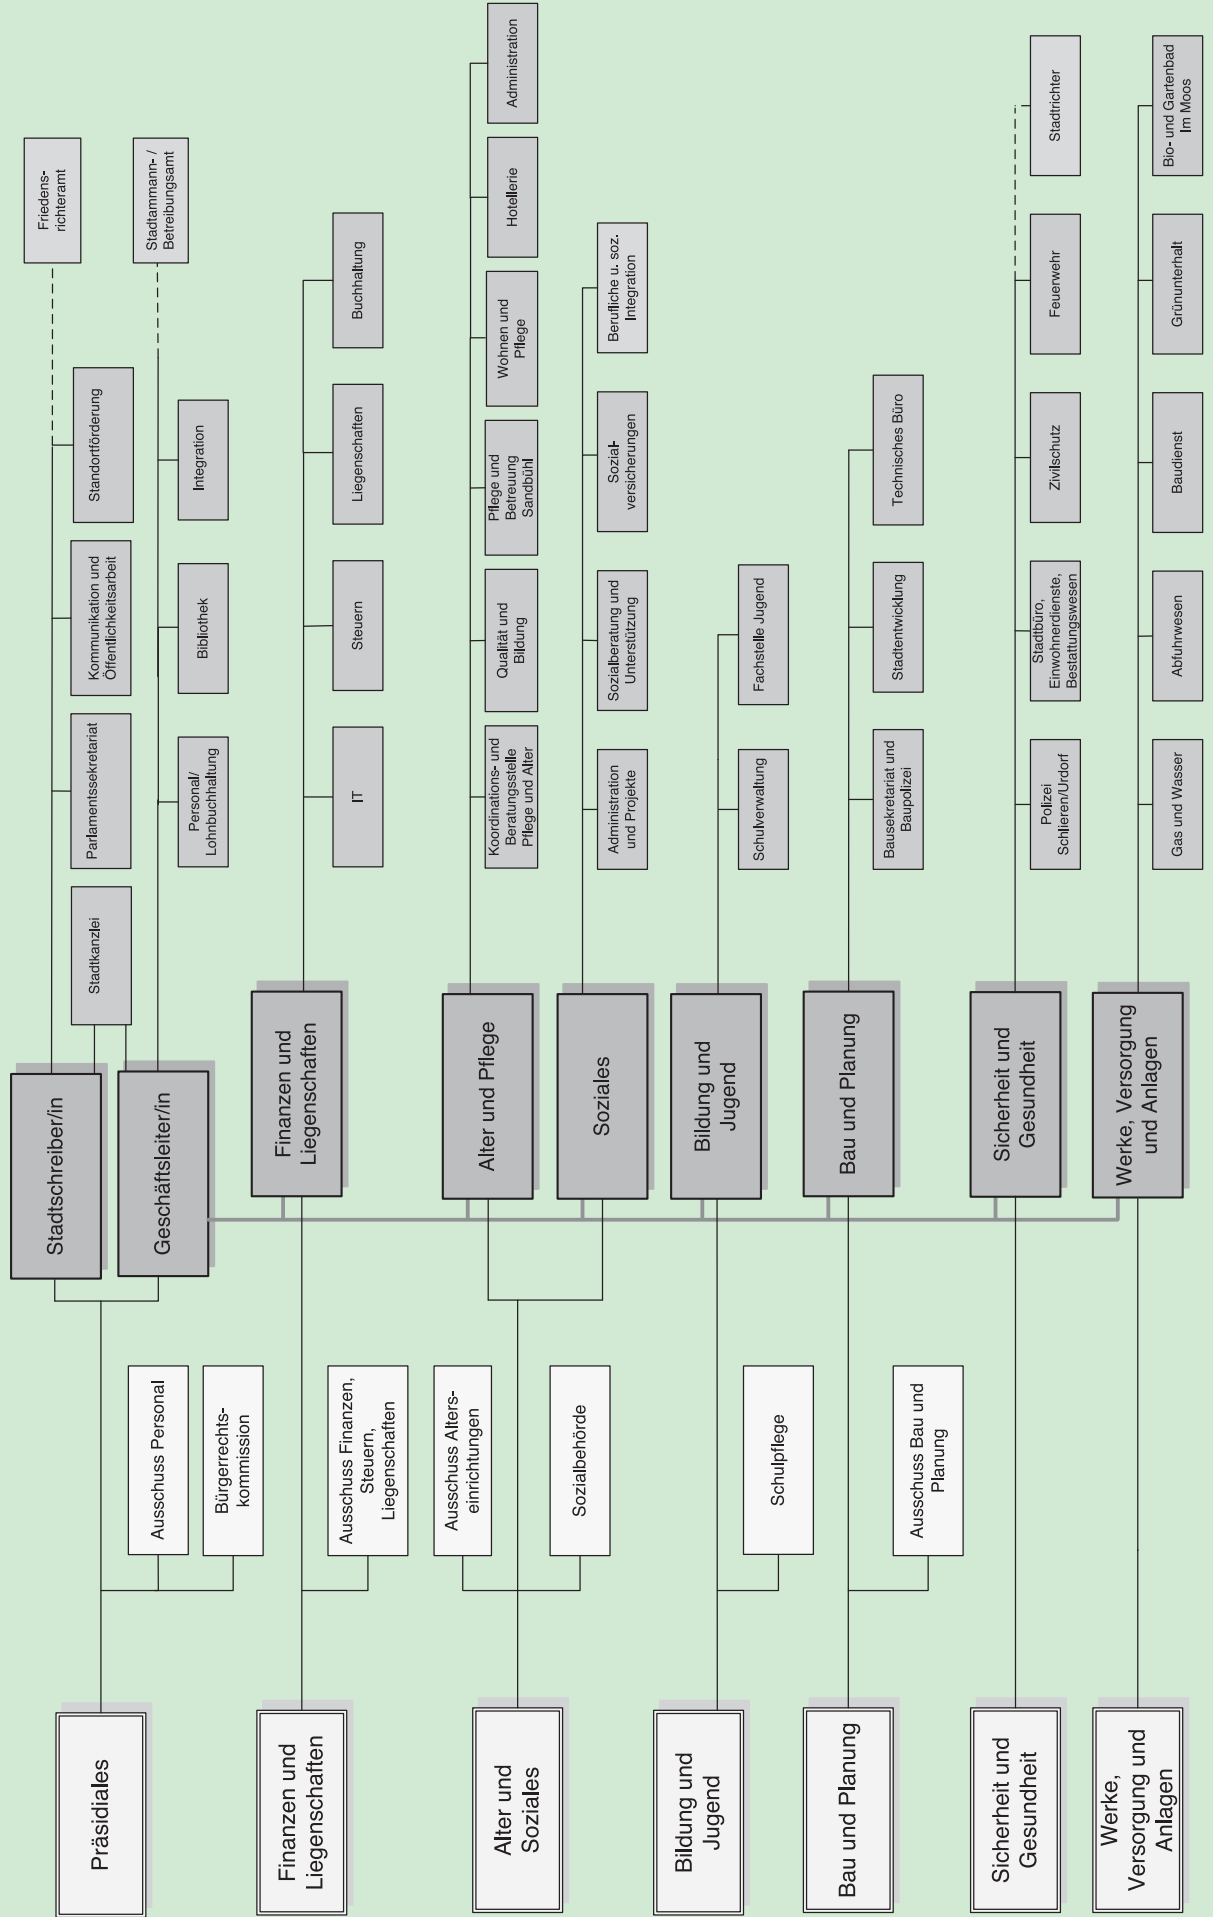 Präsidiales
Ausschuss Personal
Bürgerrechts-
kommission
Stadtschreiber/in
Geschäftsleiter/in
Stadtkanzlei
Parlamentssekretariat
Kommunikation und
Öffentlichkeitsarbeit
Standortförderung
Friedens-
richteramt
Personal/
Lohnbuchhaltung
Bibliothek
Integration
Stadtammann- /
Betreibungsamt
Finanzen und
Liegenschaften
Ausschuss Finanzen,
Steuern,
Liegenschaften
Finanzen und
Liegenschaften
IT
Steuern
Liegenschaften
Buchhaltung
Alter und
Soziales
Ausschuss Alters-
einrichtungen
Sozialbehörde
Alter und Pflege
Koordinations- und
Beratungsstelle
Pflege und Alter
Qualität und
Bildung
Pflege und
Betreuung
Sandbühl
Wohnen und
Pflege
Hotellerie
Administration
Soziales
Administration
und Projekte
Sozialberatung und
Unterstützung
Sozial-
versicherungen
Berufliche u. soz.
Integration
Bildung und
Jugend
Schulpflege
Bildung und
Jugend
Schulverwaltung
Fachstelle Jugend
Bau und Planung
Ausschuss Bau und
Planung
Bau und Planung
Bausekretariat und
Baupolizei
Stadtentwicklung
Technisches Büro
Sicherheit und
Gesundheit
Sicherheit und
Gesundheit
Polizei
Schlieren/Urdorf
Stadtbüro,
Einwohnerdienste,
Bestattungswesen
Zivilschutz
Feuerwehr
Stadtrichter
Werke,
Versorgung und
Anlagen
Werke, Versorgung
und Anlagen
Gas und Wasser
Abfuhrwesen
Baudienst
Grünunterhalt
Bio- und Gartenbad
Im Moos